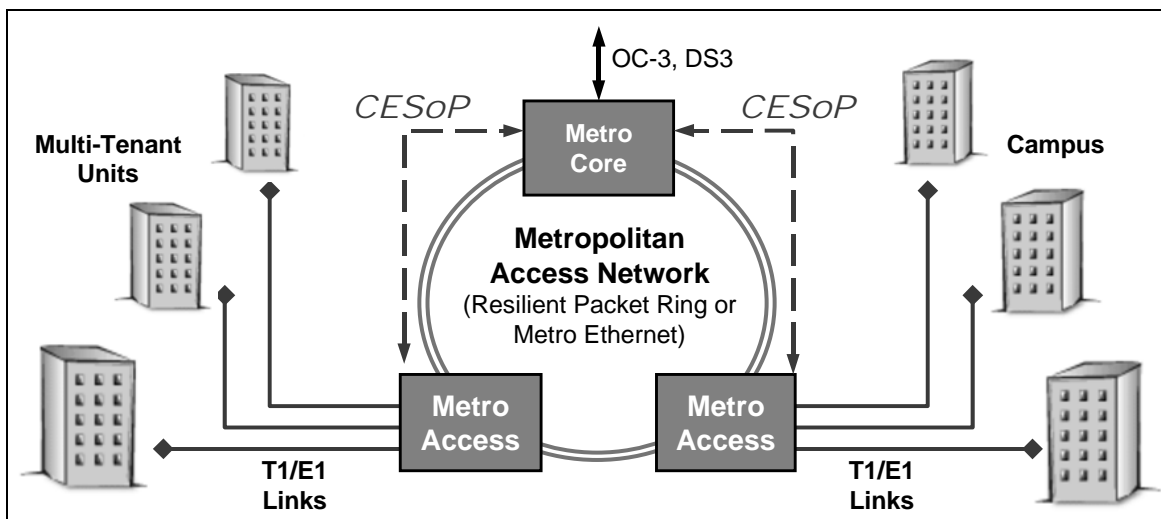 OC-3, DS3
CESoP
CESoP
Metro
Core
Multi-Tenant
Units
Campus
Metropolitan
Access Network
(Resilient Packet Ring or
Metro Ethernet)
Metro
Access
Metro
Access
T1/E1
Links
T1/E1
Links